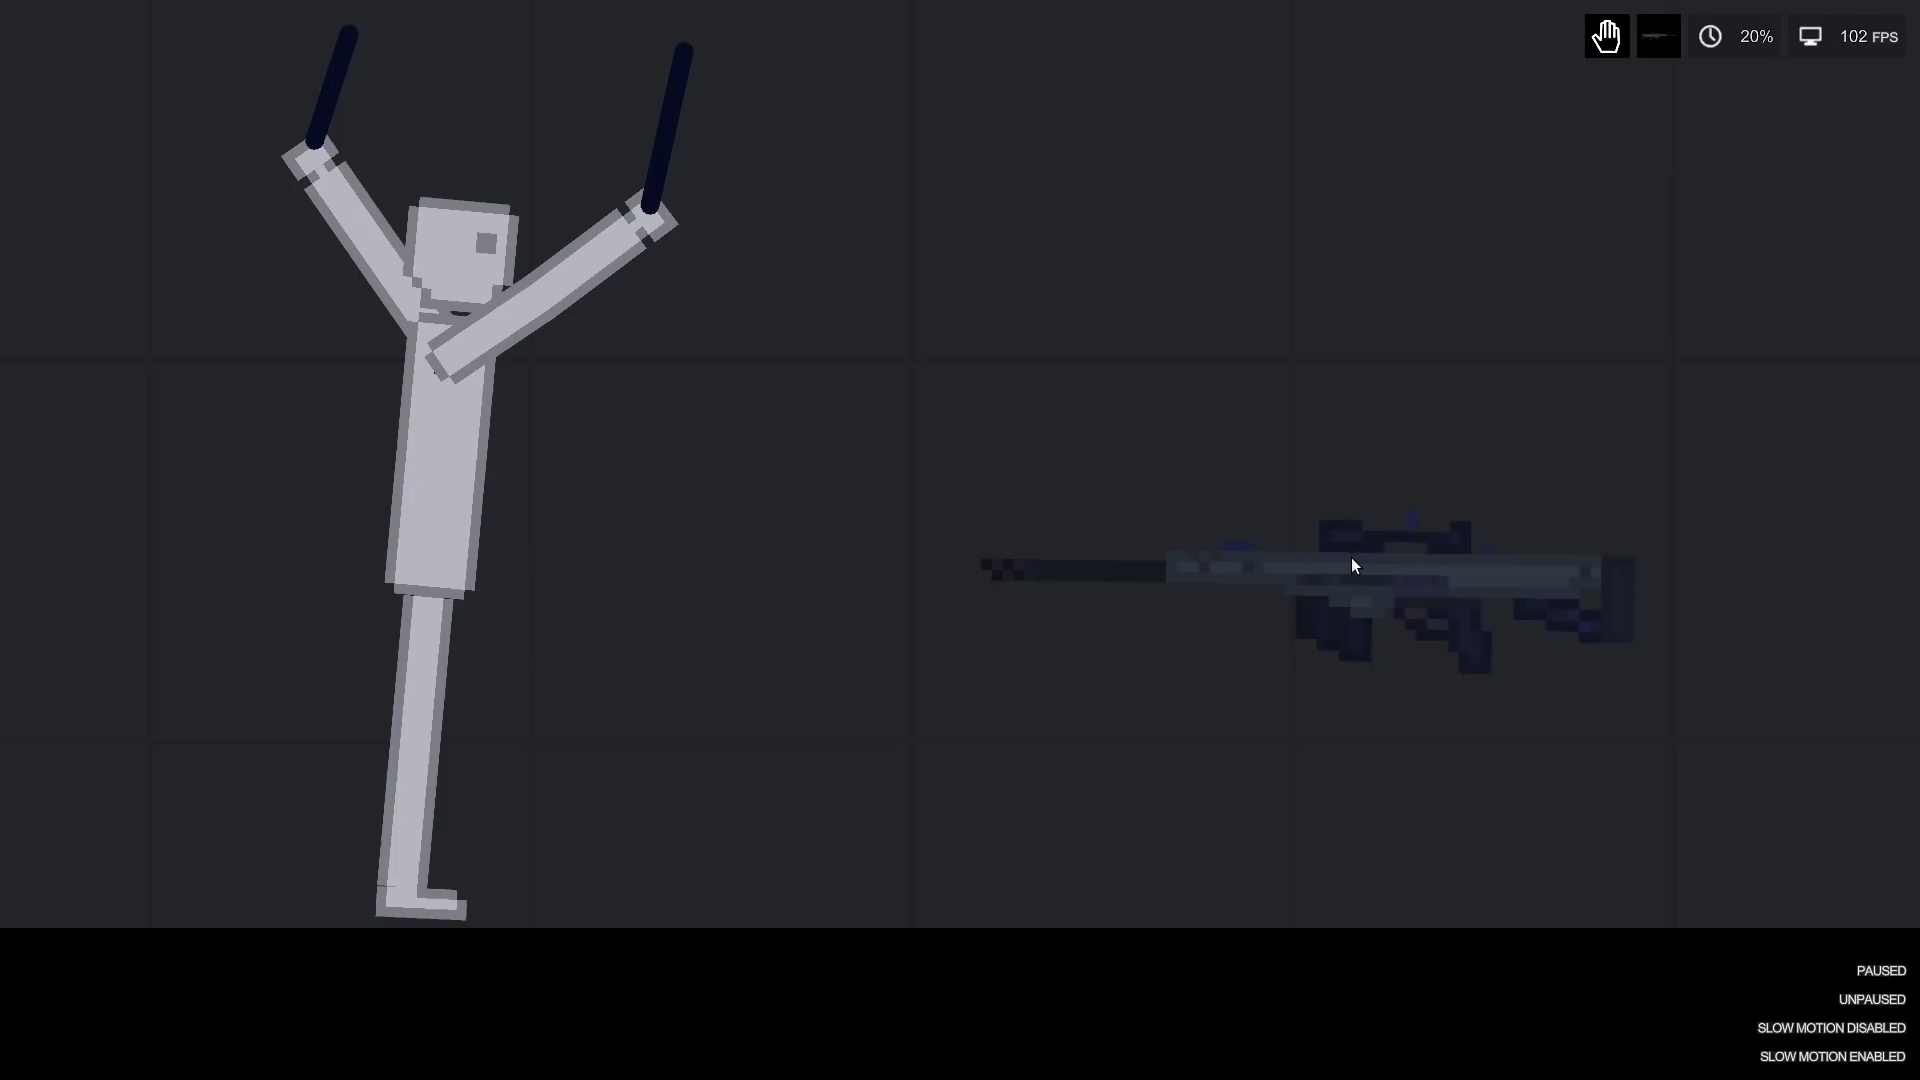 20%
102 FPS
PAUSED
UNPAUSED
SLOW MOTION DISABLED
SLOW MOTION ENABLED